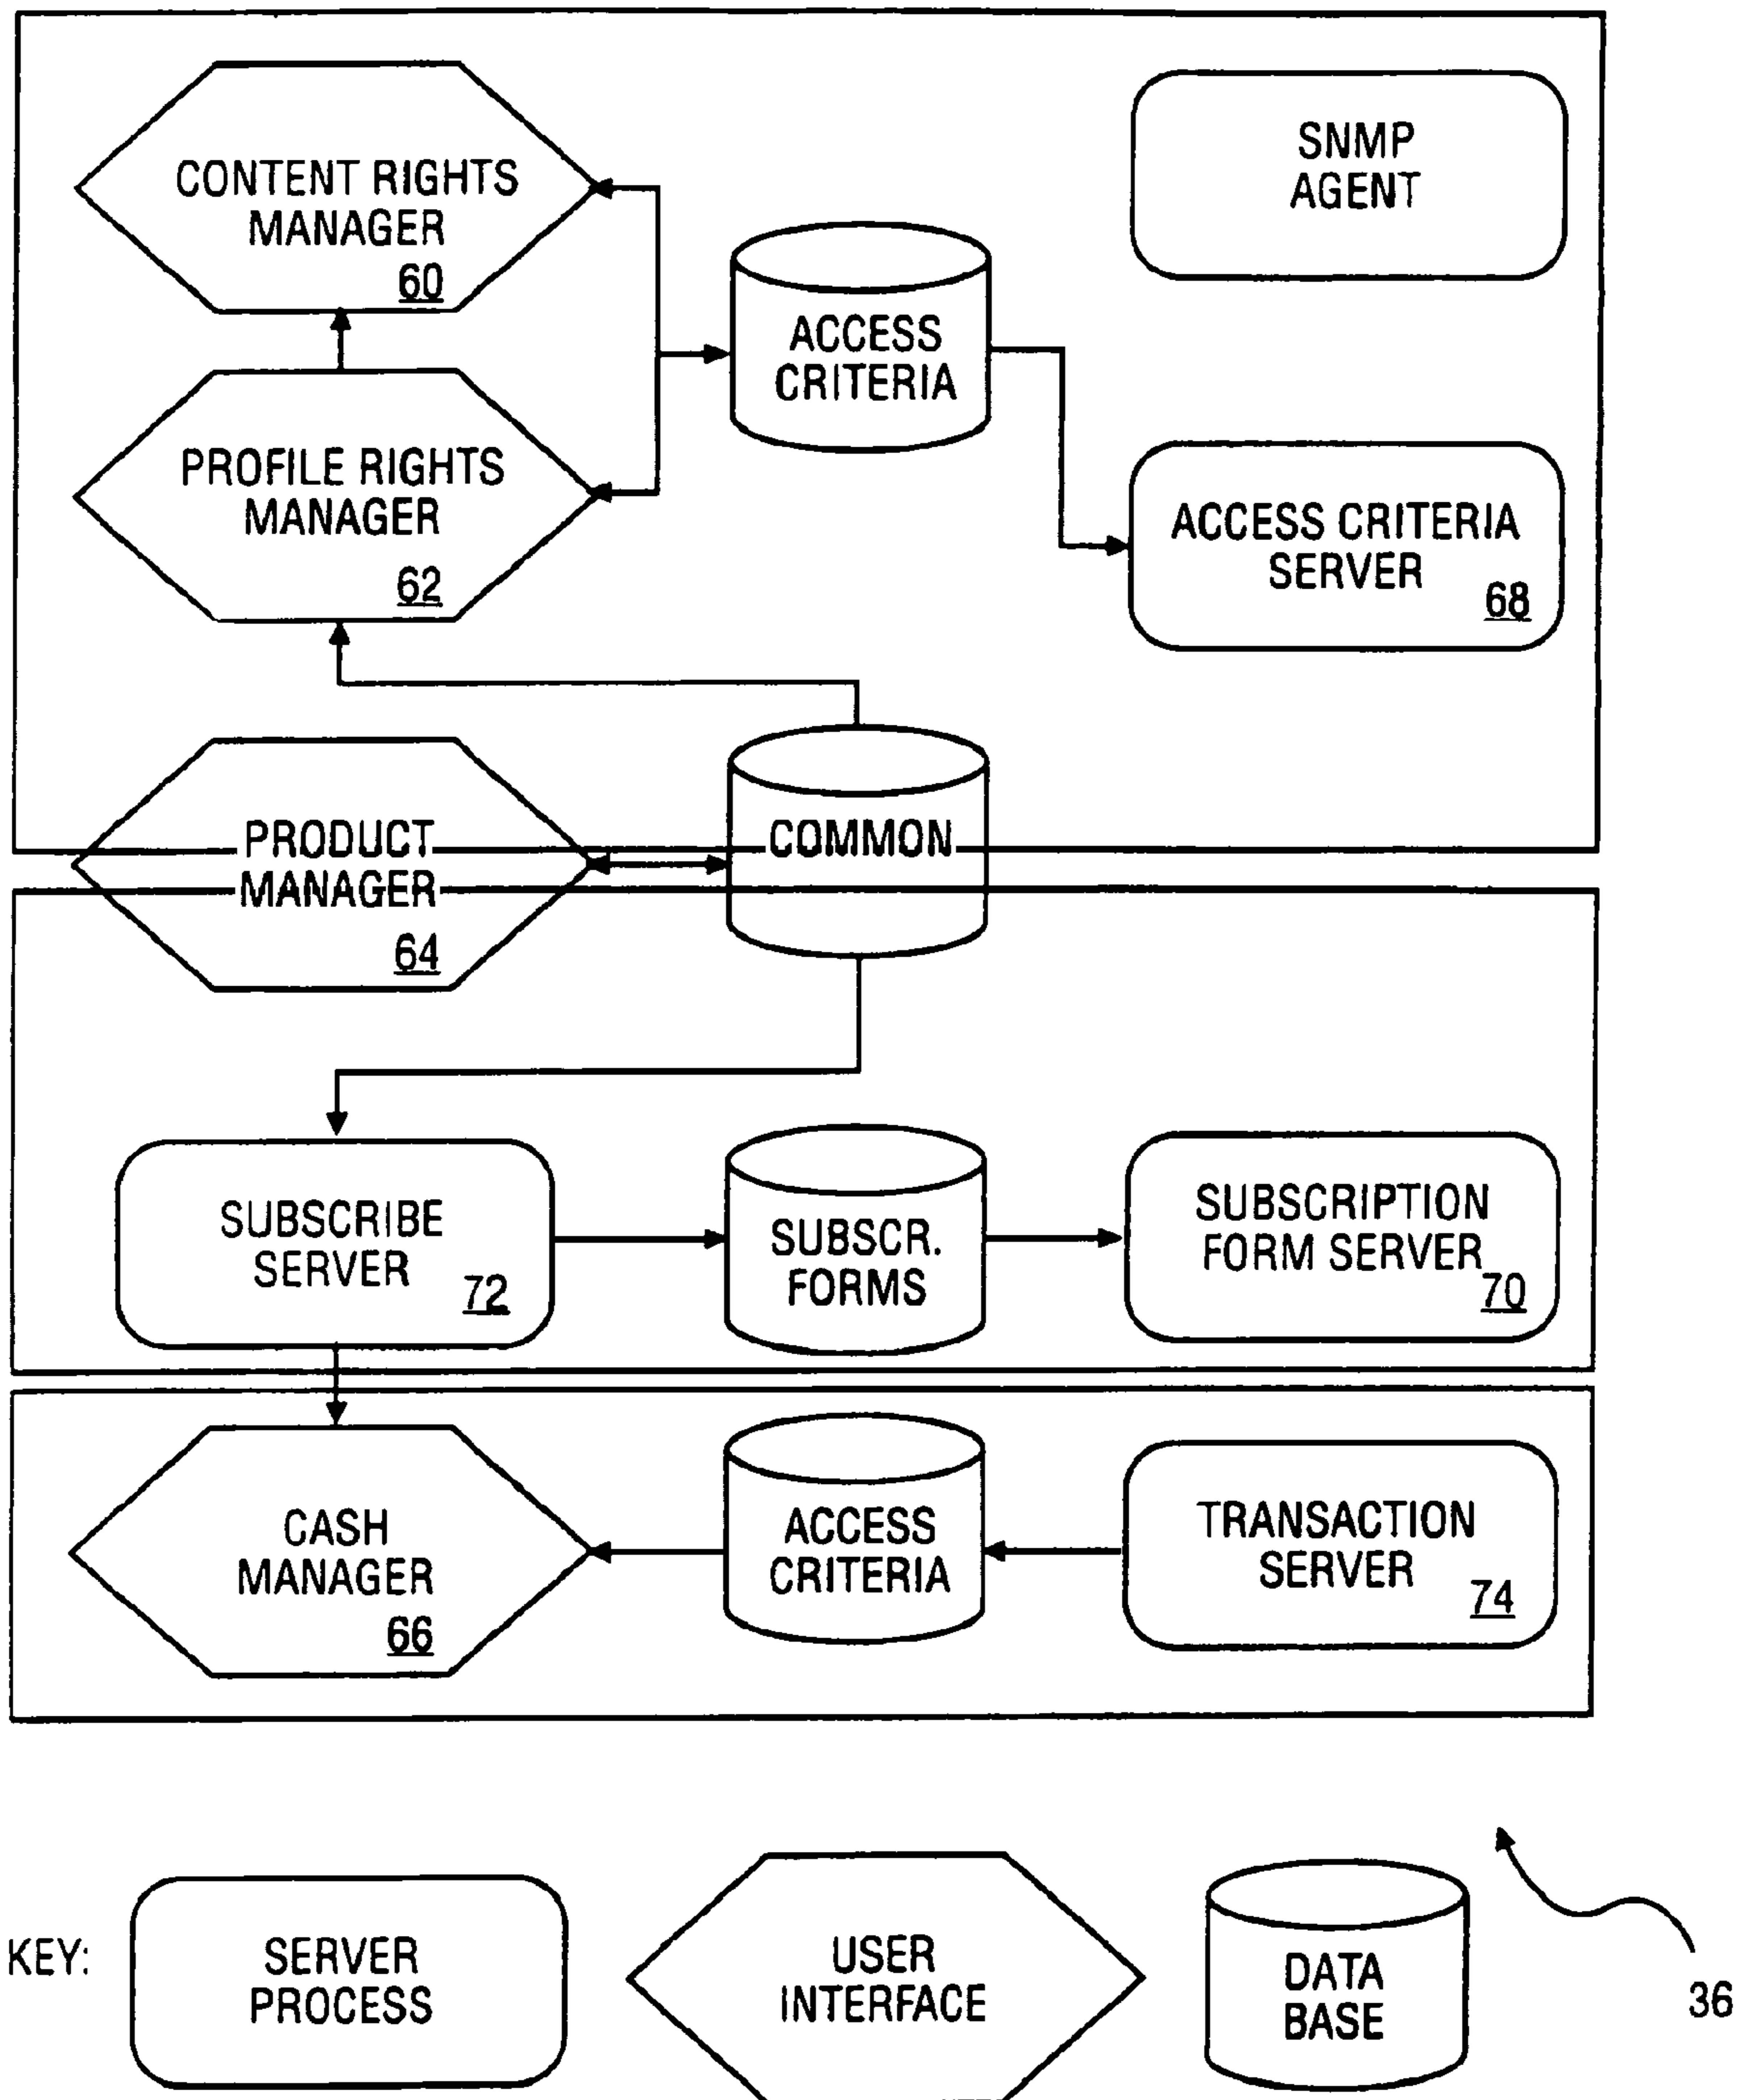 CONTENT RIGHTS
MANAGER
60
SNMP
AGENT
ACCESS
CRITERIA
PROFILE RIGHTS
MANAGER
62
ACCESS CRITERIA
SERVER
68
PRODUCT
MANAGER
64
COMMON
SUBSCRIBE
SERVER
72
SUBSCR.
FORMS
SUBSCRIPTION
FORM SERVER
70
CASH
MANAGER
66
ACCESS
CRITERIA
TRANSACTION
SERVER
74
KEY:
SERVER
PROCESS
USER
INTERFACE
DATA
BASE
36